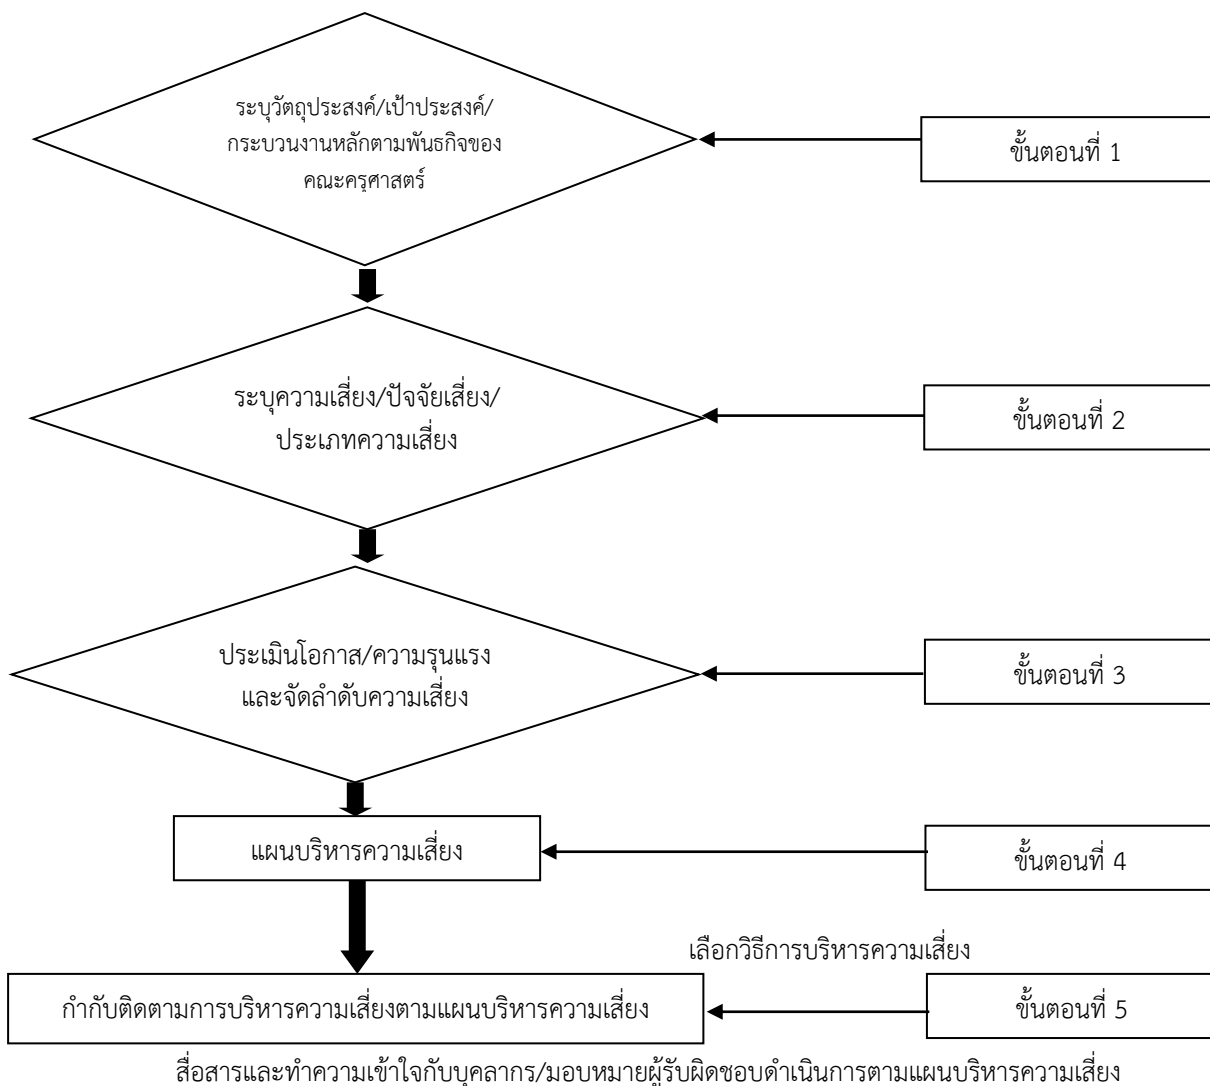 ระบุวัตถุประสงค์/เป้าประสงค์/
กระบวนงานหลักตามพันธกิจของ
คณะครุศาสตร์
ขั้นตอนที่ 1
ระบุความเสี่ยง/ปัจจัยเสี่ยง/
ประเภทความเสี่ยง
ขั้นตอนที่ 2
ประเมินโอกาส/ความรุนแรง
และจัดลำดับความเสี่ยง
ขั้นตอนที่ 3
แผนบริหารความเสี่ยง
ขั้นตอนที่ 4
เลือกวิธีการบริหารความเสี่ยง
กำกับติดตามการบริหารความเสี่ยงตามแผนบริหารความเสี่ยง
ขั้นตอนที่ 5
สื่อสารและทำความเข้าใจกับบุคลากร/มอบหมายผู้รับผิดชอบดำเนินการตามแผนบริหารความเสี่ยง